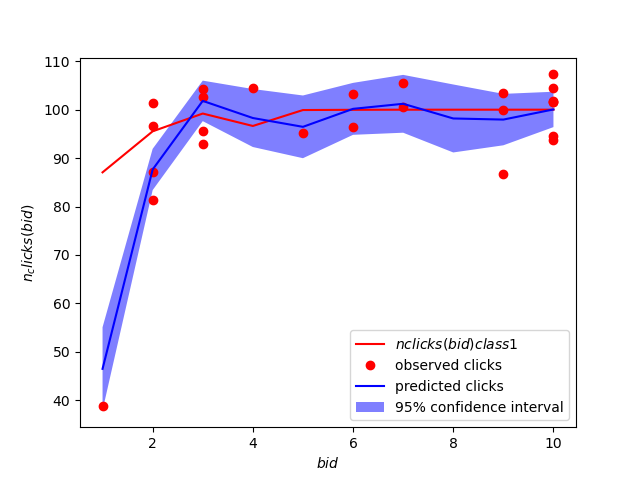 110
100
90
80
70
60
50
40
n_clicks(bid)
2
4
6
8
10
bid
nclicks(bid)class1
observed clicks
predicted clicks
95% confidence interval